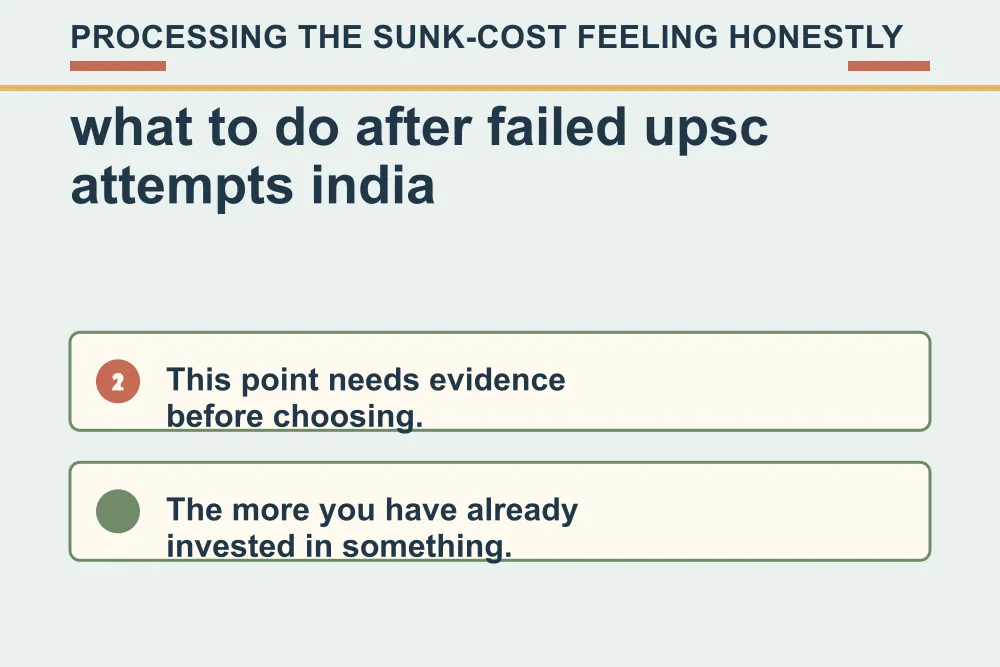 PROCESSING THE SUNK-COST FEELING HONESTLY
what to do after failed upsc
attempts india
2
This point needs evidence
before choosing.
The more you have already
invested in something.